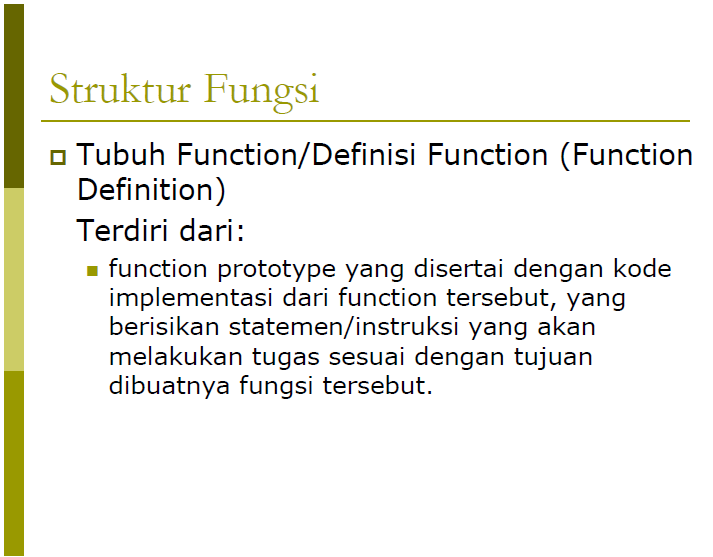 Struktur Fungsi
Tubuh Function/Definisi Function (Function
Definition)
Terdiri dari:
function prototype yang disertai dengan kode
implementasi dari function tersebut, yang
berisikan statemen/instruksi yang akan
melakukan tugas sesuai dengan tujuan
dibuatnya fungsi tersebut.